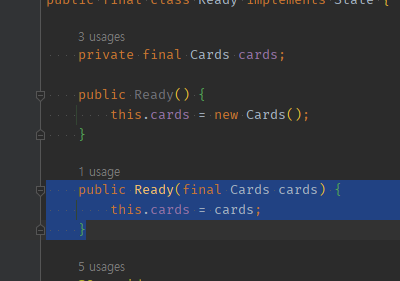 public final class Ready implements State {
3 usages
private final Cards cards;
public Ready() {
this.cards = new Cards();
}
1 usage
public Ready(final Cards cards) {
this.cards = cards;
}
5 usages